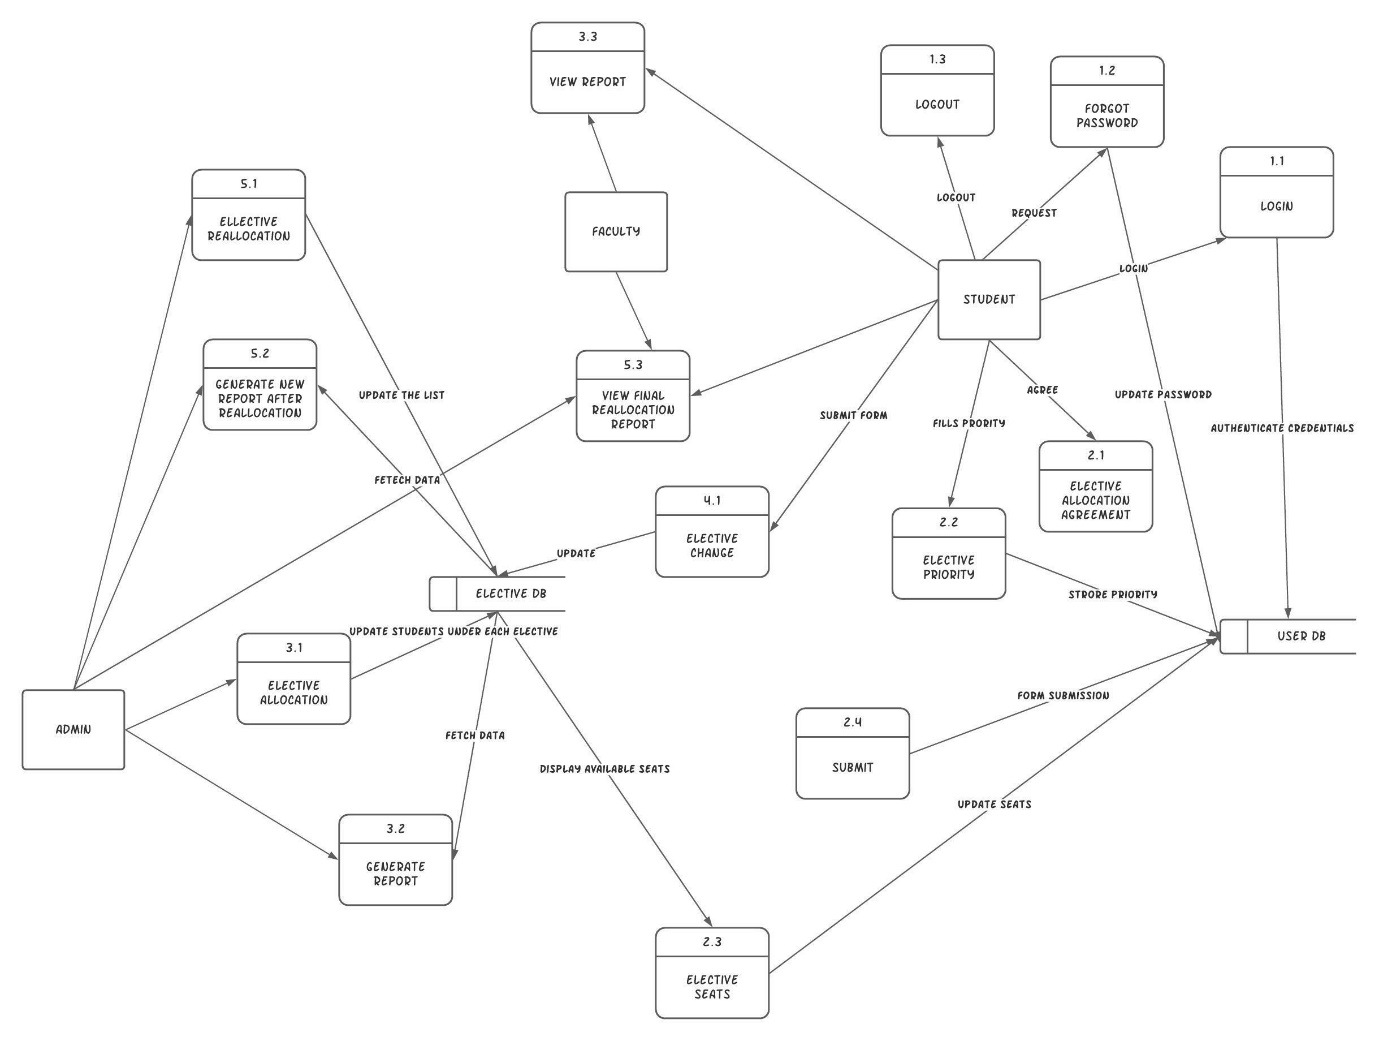 3.3
VIEW REPORT
1.3
LOGOUT
1.2
FORGOT
PASSWORD
1.1
LOGIN
5.1
ELLECTIVE
REALLOCATION
FACULTY
LOGOUT
REQUEST
LOGIN
STUDENT
5.2
GENERATE NEW
REPORT AFTER
REALLOCATION
UPDATE THE LIST
5.3
VIEW FINAL
REALLOCATION
REPORT
SUBMIT FORM
FILLS PRORITY
AGREE
UPDATE PASSWORD
AUTHENTICATE CREDENTIALS
2.1
ELECTIVE
ALLOCATION
AGREEMENT
FETECH DATA
4.1
ELECTIVE
CHANGE
2.2
ELECTIVE
PRIORITY
UPDATE
ELECTIVE DB
STRORE PRIORITY
USER DB
UPDATE STUDENTS UNDER EACH ELECTIVE
3.1
ELECTIVE
ALLOCATION
ADMIN
FETCH DATA
DISPLAY AVAILABLE SEATS
FORM SUBMISSION
2.4
SUBMIT
UPDATE SEATS
3.2
GENERATE
REPORT
2.3
ELECTIVE
SEATS